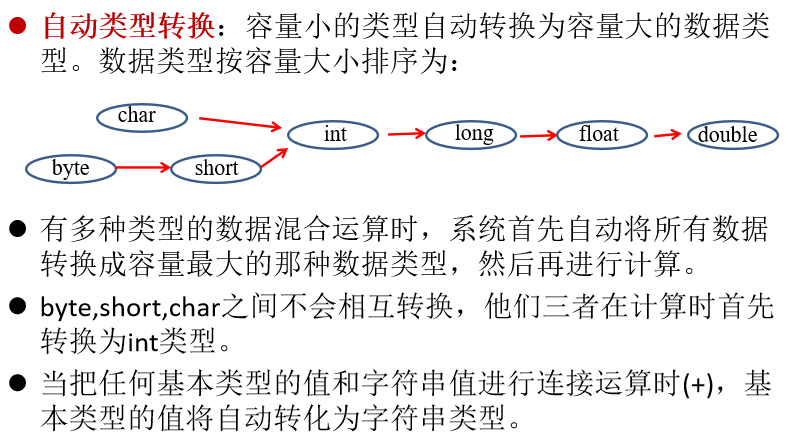 自动类型转换：容量小的类型自动转换为容量大的数据类
型。数据类型按容量大小排序为：
char
int
long
float
double
byte
short
有多种类型的数据混合运算时，系统首先自动将所有数据
转换成容量最大的那种数据类型，然后再进行计算。
byte,short,char之间不会相互转换，他们三者在计算时首先
转换为int类型。
当把任何基本类型的值和字符串值进行连接运算时(+)，基
本类型的值将自动转化为字符串类型。